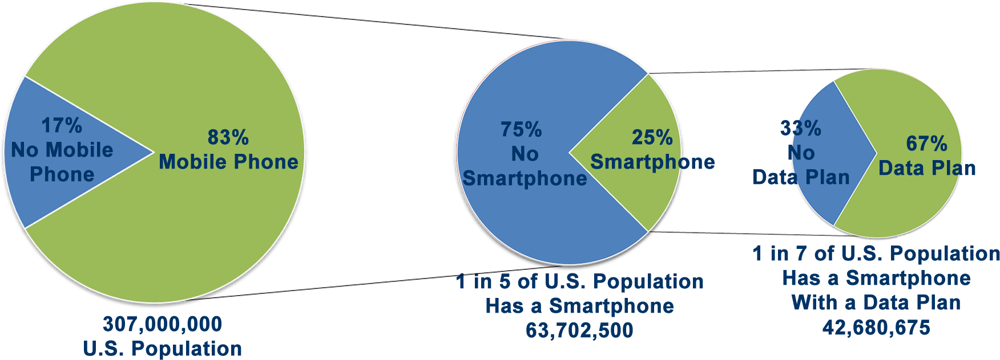 17%
No Mobile
Phone
83%
Mobile Phone
307,000,000
U.S. Population
75%
No
Smartphone
25%
Smartphone
1 in 5 of U.S. Population
Has a Smartphone
63,702,500
33%
No
Data Plan
67%
Data Plan
1 in 7 of U.S. Population
Has a Smartphone
With a Data Plan
42,680,675